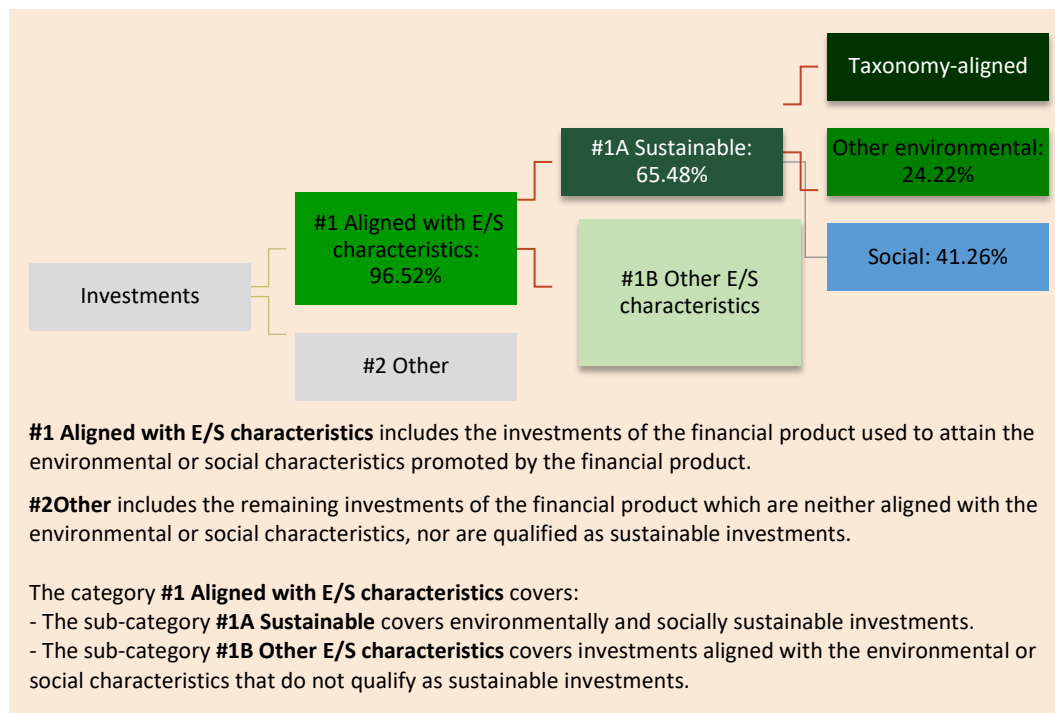 Taxonomy-aligned
#1A Sustainable:
65.48%
Other environmental:
24.22%
#1 Aligned with E/S
characteristics:
96.52%
#1B Other E/S
characteristics
Social: 41.26%
Investments
#2 Other
#1 Aligned with E/S characteristics includes the investments of the financial product used to attain the
environmental or social characteristics promoted by the financial product.
#2Other includes the remaining investments of the financial product which are neither aligned with the
environmental or social characteristics, nor are qualified as sustainable investments.
The category #1 Aligned with E/S characteristics covers:
- The sub-category #1A Sustainable covers environmentally and socially sustainable investments.
- The sub-category #1B Other E/S characteristics covers investments aligned with the environmental or
social characteristics that do not qualify as sustainable investments.